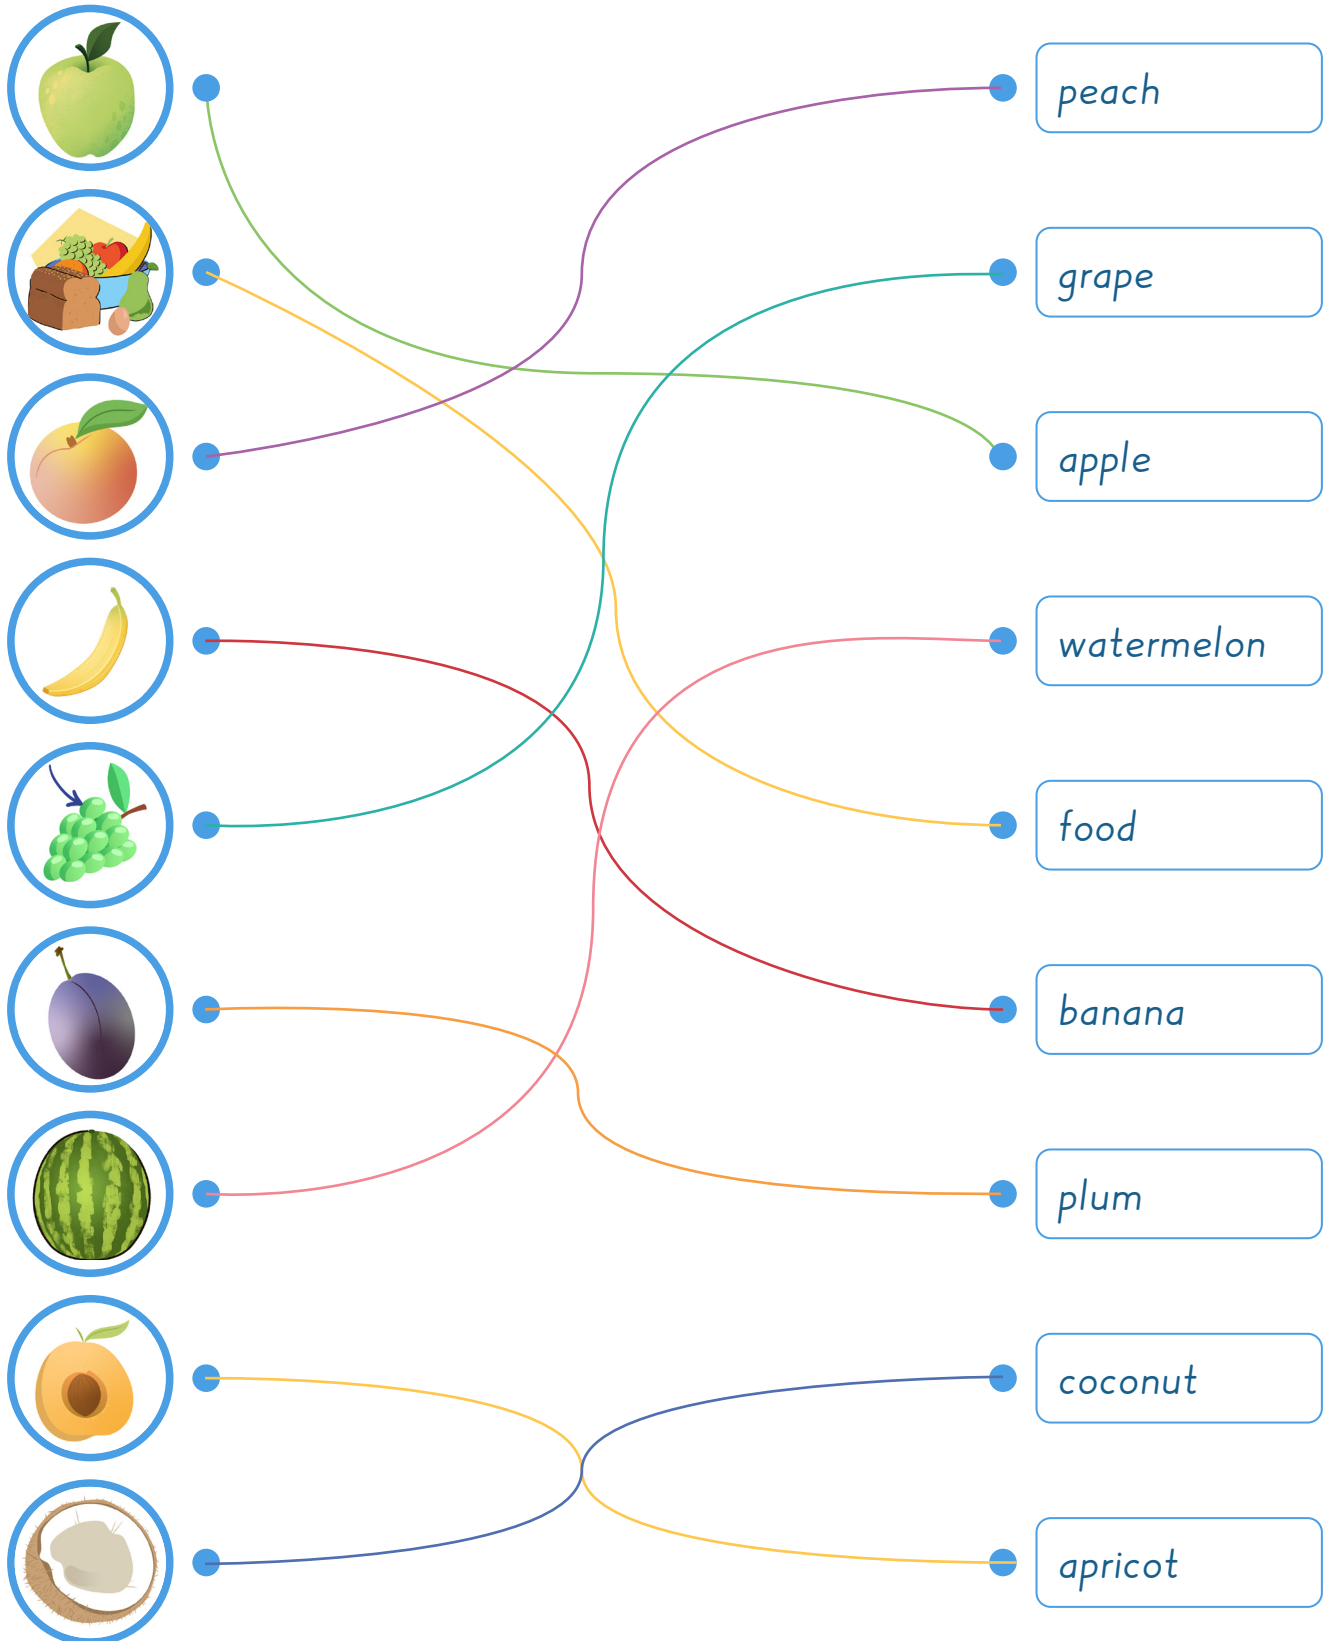 peach
grape
apple
watermelon
food
banana
plum
coconut
apricot